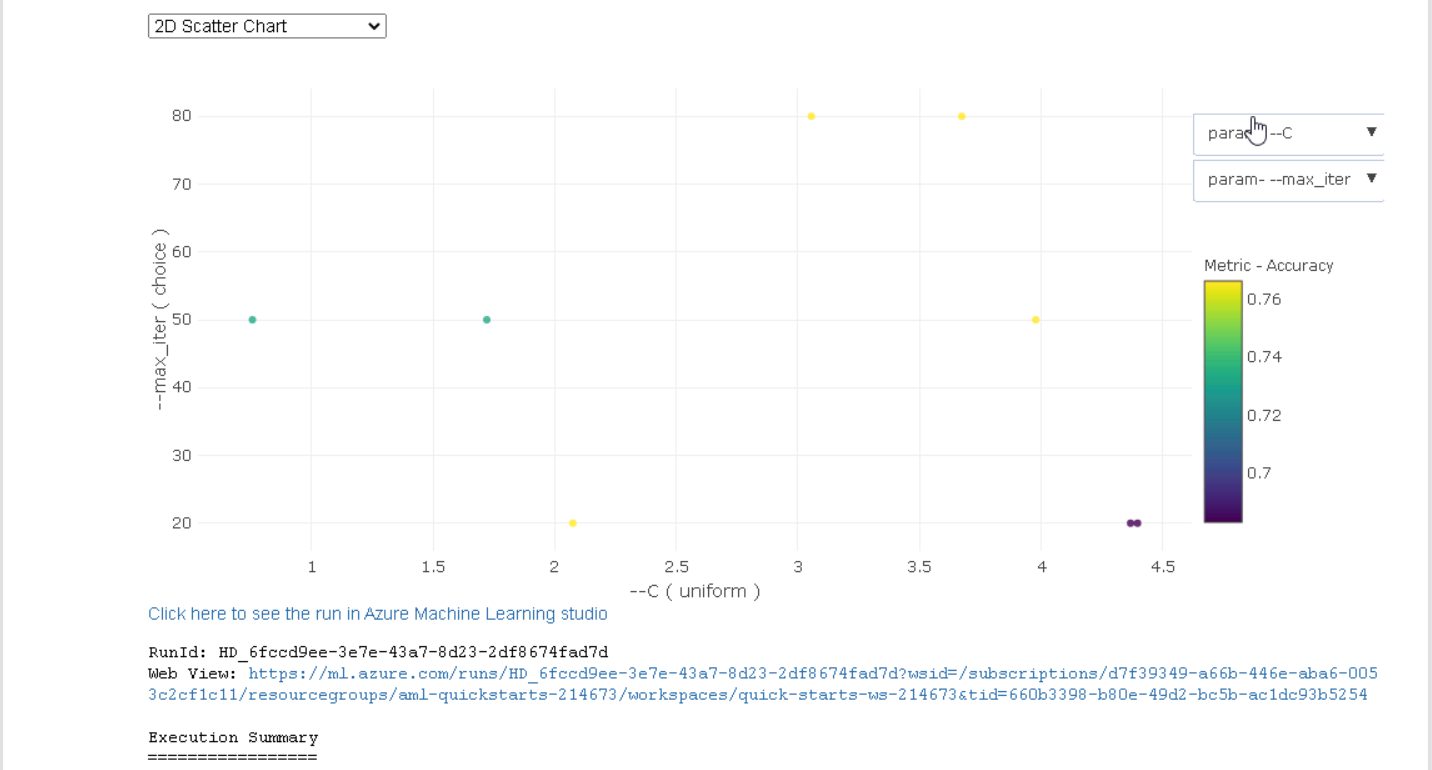 2D Scatter Chart
80
70
60
50
40
30
20
--max_iter ( choice )
1 1.5 2 2.5 3 3.5 4 4.5
--C ( uniform )
--C
param- --max_iter
Metric - Accuracy
0.76
0.74
0.72
0.7
Click here to see the run in Azure Machine Learning studio
RunId: HD_6fccd9ee-3e7e-43a7-8d23-2df8674fad7d
Web View: https://ml.azure.com/runs/HD_6fccd9ee-3e7e-43a7-8d23-2df8674fad7d?wsid=/subscriptions/d7f39349-a66b-446e-aba6-005
3c2cf1c11/resourcegroups/aml-quickstarts-214673/workspaces/quick-starts-ws-214673&tid=660b3398-b80e-49d2-bc5b-ac1dc93b5254
Execution Summary
=================